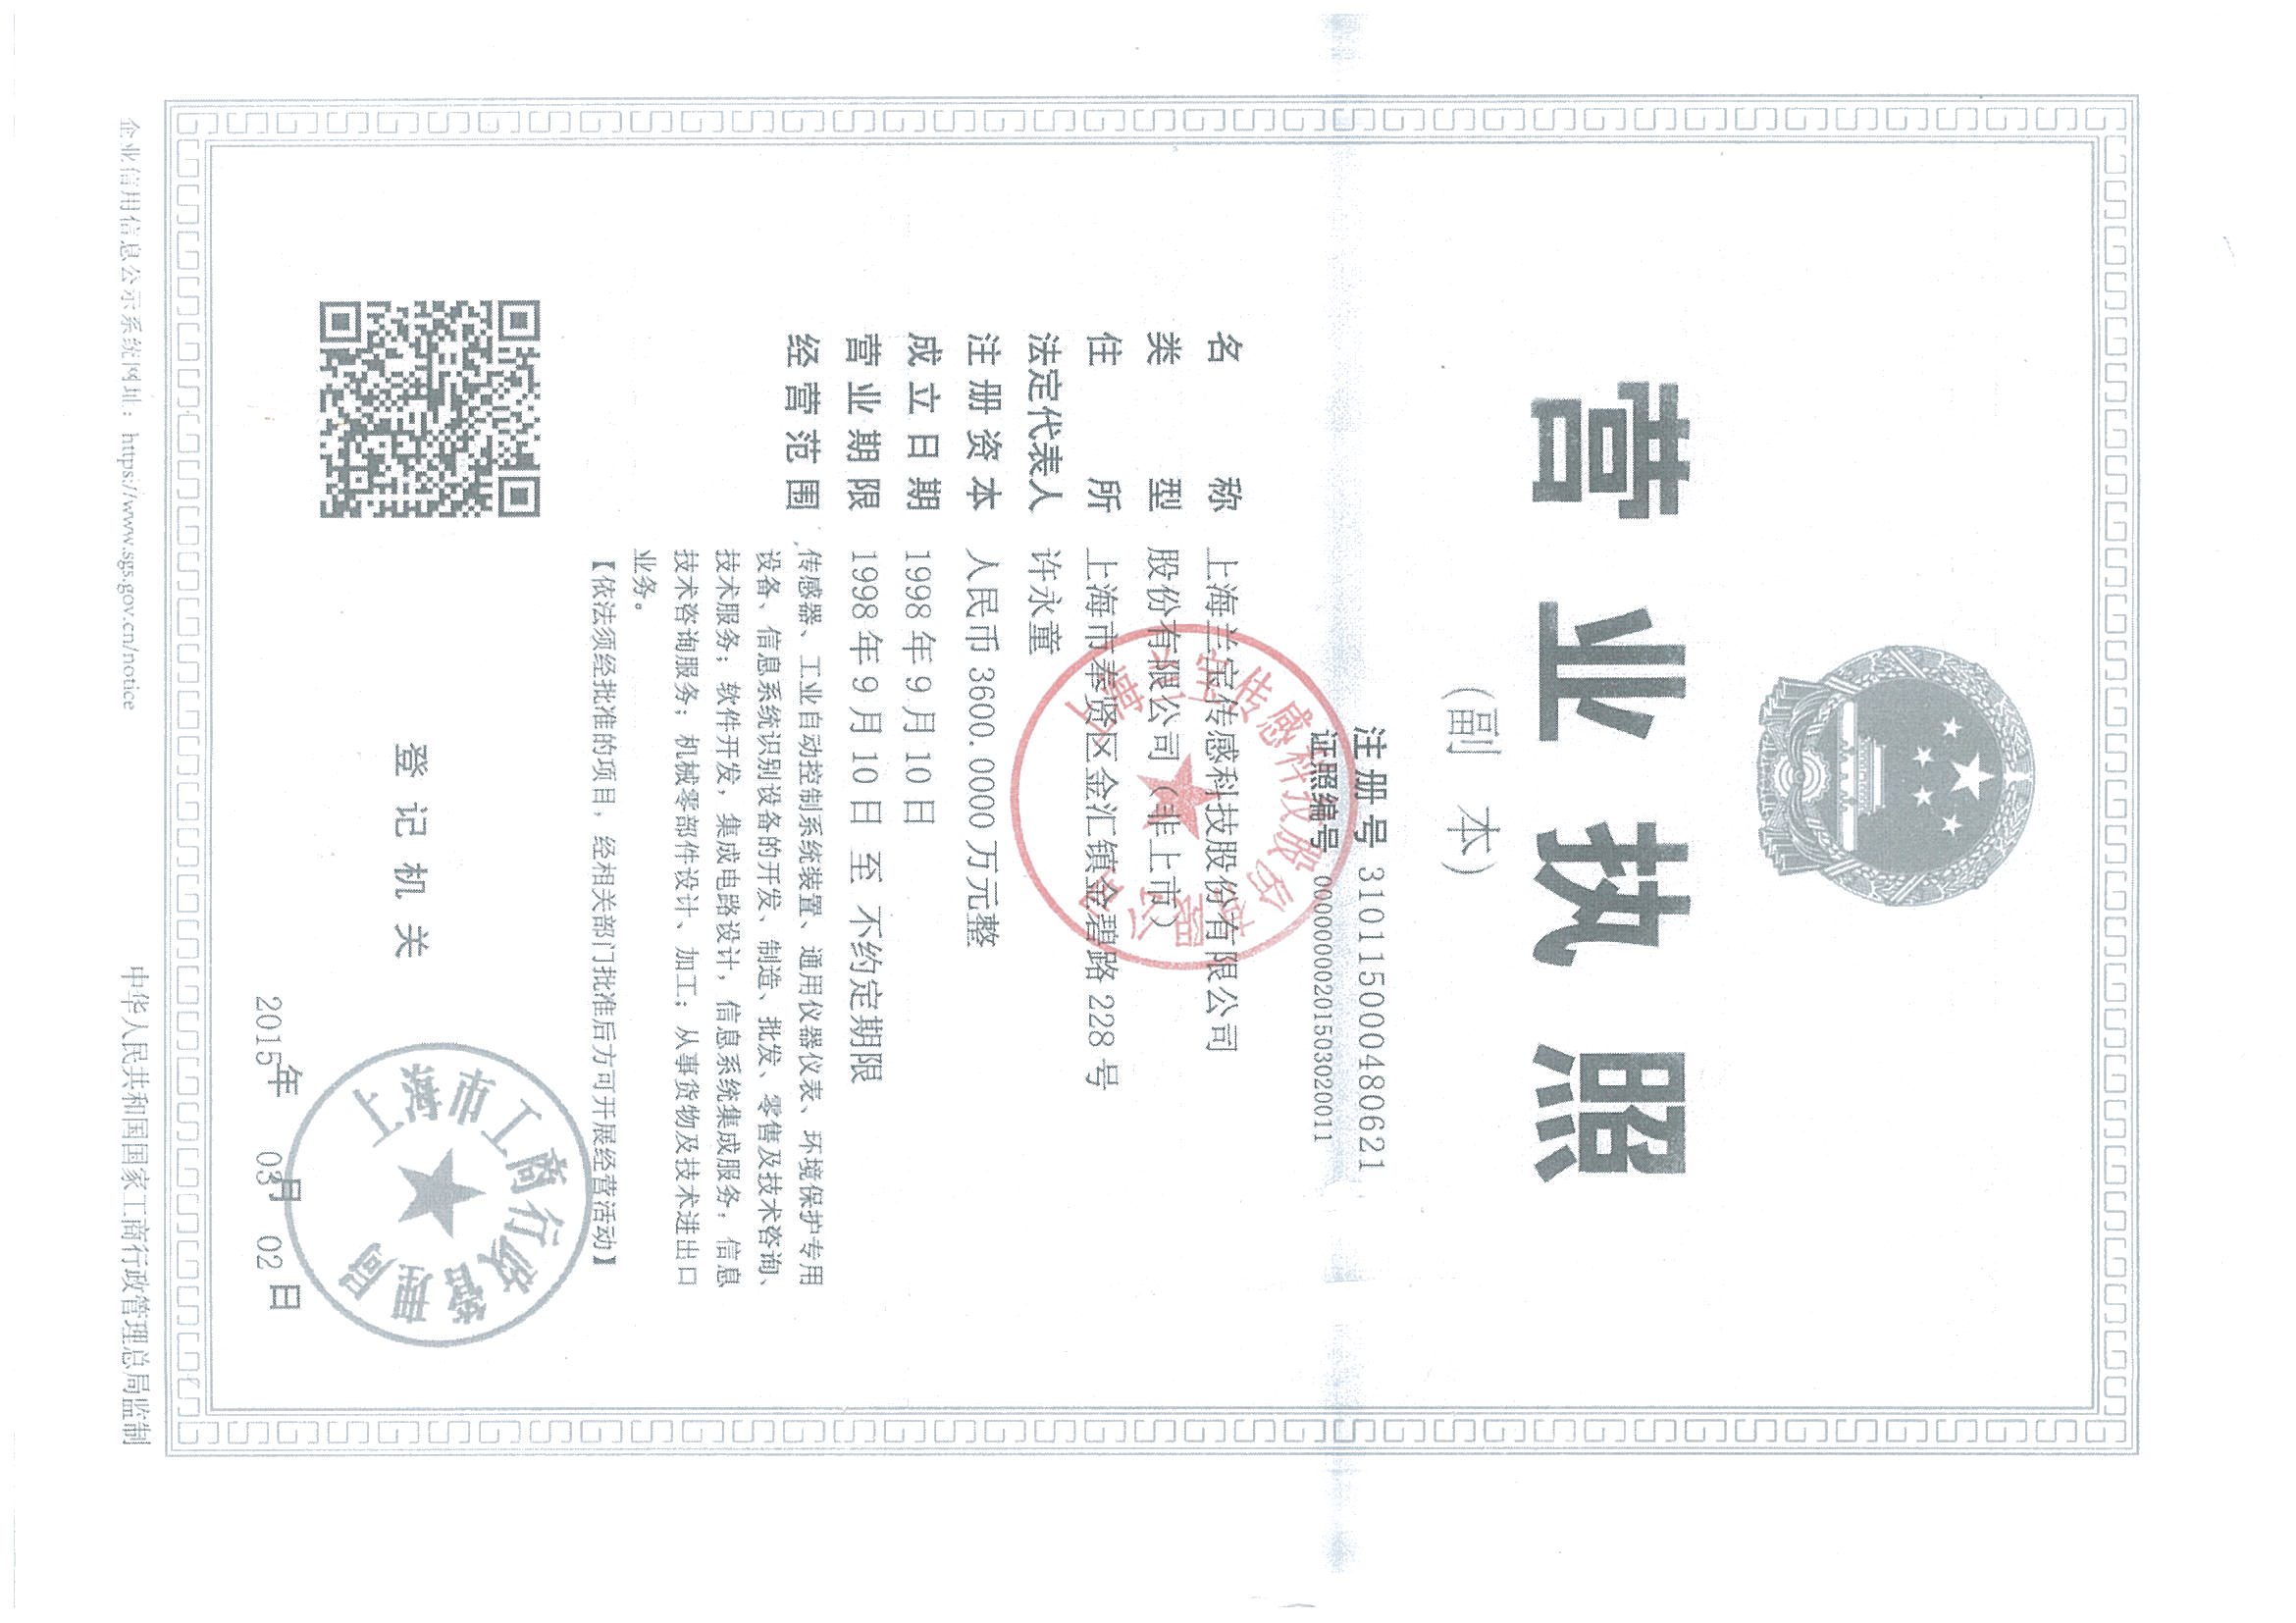 营业执照
（副 本）
注册号 310115000480621
证照编号 00000000201503020011
名 称 上海兰宝传感科技股份有限公司
类 型 股份有限公司（非上市）
住 所 上海市奉贤区金汇镇金碧路228号
法定代表人 许永童
注册资本 人民币3600.0000万元整
成立日期 1998年9月10日
营业期限 1998年9月10日 至 不约定期限
经营范围 传感器、工业自动控制系统装置、通用仪器仪表、环境保护专用
设备、信息系统识别设备的开发、制造、批发、零售及技术咨询、
技术服务；软件开发，集成电路设计，信息系统集成服务；信息
技术咨询服务；机械零部件设计、加工；从事货物及技术进出口
业务。
【依法须经批准的项目，经相关部门批准后方可开展经营活动】
登记机关
上海市工商行政管理局
2015年 03月 02日
企业信用信息公示系统网址：https://www.sgs.gov.cn/notice
中华人民共和国国家工商行政管理总局监制